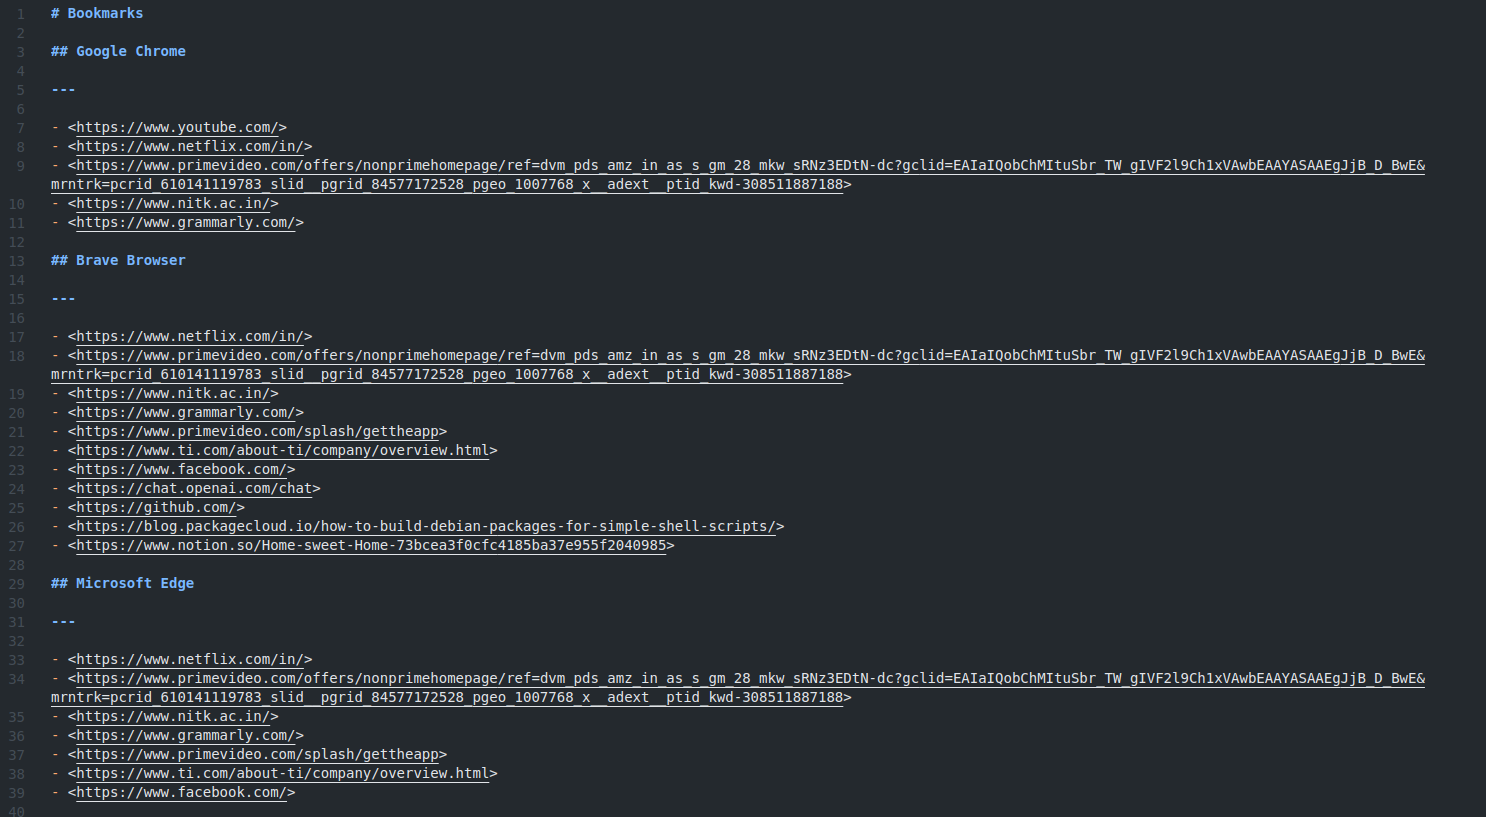 1 # Bookmarks
2
3 ## Google Chrome
4
5 ---
6
7 - <https://www.youtube.com/>
8 - <https://www.netflix.com/in/>
9 - <https://www.primevideo.com/offers/nonprimehomepage/ref=dvm_pds_amz_in_as_s_gm_28_mkw_sRNz3EDtN-dc?gclid=EAIaIQobChMItuSbr_TW_gIVF2l9Ch1xVAwbEAAYASAAEgJjB_D_BwE&
mrntrk=pcrid_610141119783_slid__pgrid_84577172528_pgeo_1007768_x__adext__ptid_kwd-308511887188>
10 - <https://www.nitk.ac.in/>
11 - <https://www.grammarly.com/>
12
13 ## Brave Browser
14
15 ---
16
17 - <https://www.netflix.com/in/>
18 - <https://www.primevideo.com/offers/nonprimehomepage/ref=dvm_pds_amz_in_as_s_gm_28_mkw_sRNz3EDtN-dc?gclid=EAIaIQobChMItuSbr_TW_gIVF2l9Ch1xVAwbEAAYASAAEgJjB_D_BwE&
mrntrk=pcrid_610141119783_slid__pgrid_84577172528_pgeo_1007768_x__adext__ptid_kwd-308511887188>
19 - <https://www.nitk.ac.in/>
20 - <https://www.grammarly.com/>
21 - <https://www.primevideo.com/splash/gettheapp>
22 - <https://www.ti.com/about-ti/company/overview.html>
23 - <https://www.facebook.com/>
24 - <https://chat.openai.com/chat>
25 - <https://github.com/>
26 - <https://blog.packagecloud.io/how-to-build-debian-packages-for-simple-shell-scripts/>
27 - <https://www.notion.so/Home-sweet-Home-73bcea3f0cfc4185ba37e955f2040985>
28
29 ## Microsoft Edge
30
31 ---
32
33 - <https://www.netflix.com/in/>
34 - <https://www.primevideo.com/offers/nonprimehomepage/ref=dvm_pds_amz_in_as_s_gm_28_mkw_sRNz3EDtN-dc?gclid=EAIaIQobChMItuSbr_TW_gIVF2l9Ch1xVAwbEAAYASAAEgJjB_D_BwE&
mrntrk=pcrid_610141119783_slid__pgrid_84577172528_pgeo_1007768_x__adext__ptid_kwd-308511887188>
35 - <https://www.nitk.ac.in/>
36 - <https://www.grammarly.com/>
37 - <https://www.primevideo.com/splash/gettheapp>
38 - <https://www.ti.com/about-ti/company/overview.html>
39 - <https://www.facebook.com/>
40